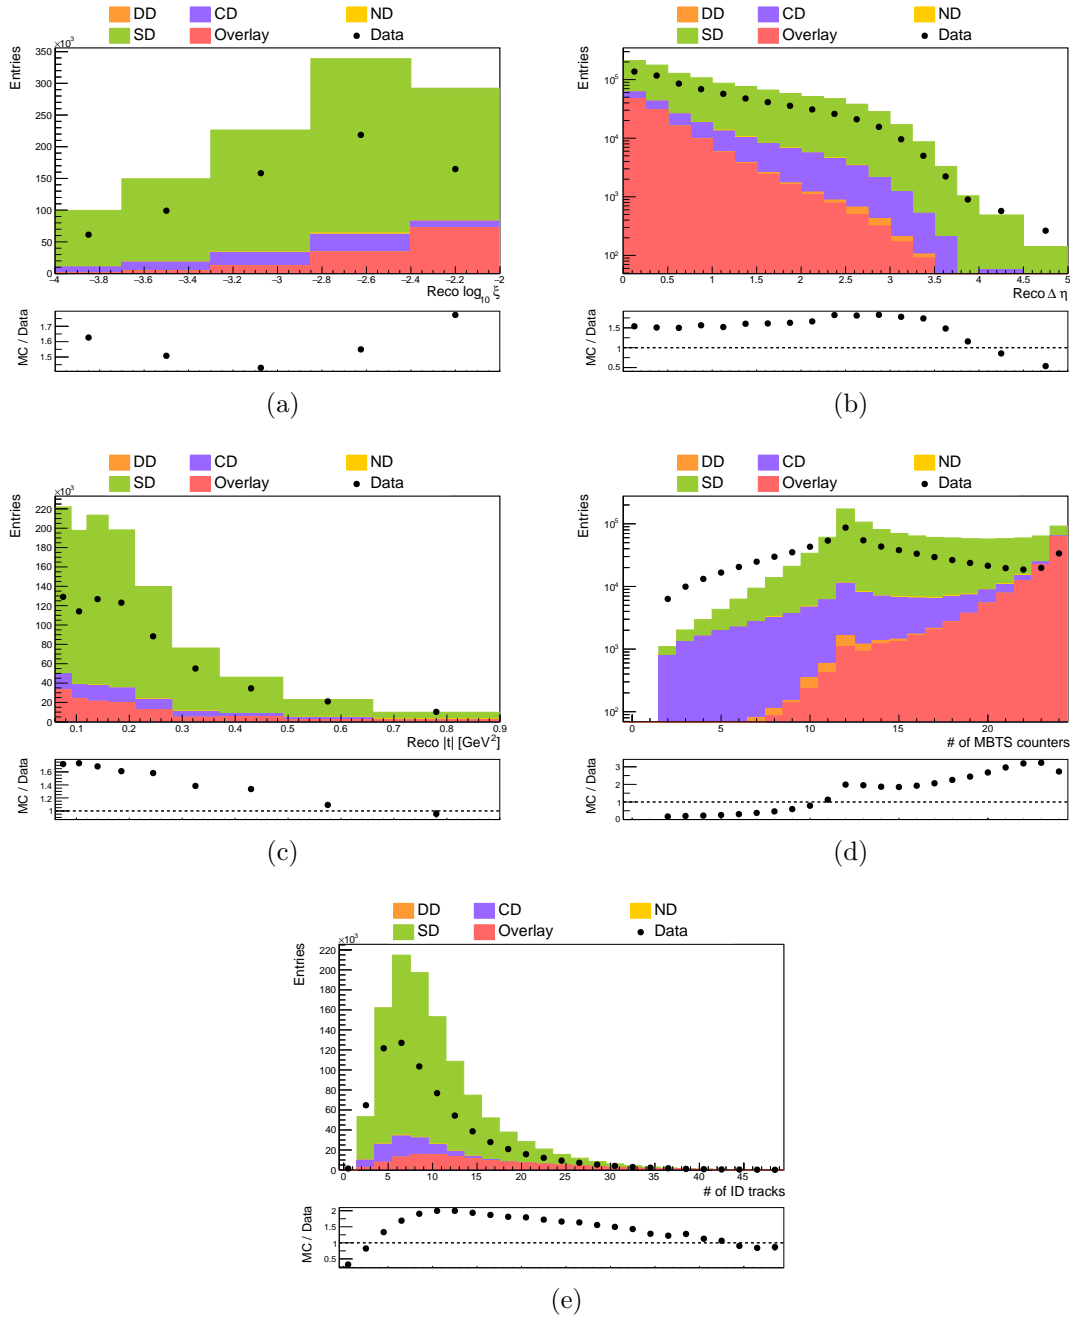 DD CD ND
SD Overlay Data
×10³
Entries
350
300
250
200
150
100
50
0
-4 -3.8 -3.6 -3.4 -3.2 -3 -2.8 -2.6 -2.4 -2.2 -2
Reco log₁₀ ξ
MC / Data
1.7
1.6
1.5
(a)
DD CD ND
SD Overlay Data
Entries
10⁵
10⁴
10³
10²
0 0.5 1 1.5 2 2.5 3 3.5 4 4.5 5
Reco Δ η
MC / Data
1.5
1
0.5
(b)
DD CD ND
SD Overlay Data
×10³
Entries
220
200
180
160
140
120
100
80
60
40
20
0
0.1 0.2 0.3 0.4 0.5 0.6 0.7 0.8 0.9
Reco |t| [GeV²]
MC / Data
1.6
1.4
1.2
1
(c)
DD CD ND
SD Overlay Data
Entries
10⁵
10⁴
10³
10²
0 5 10 15 20
# of MBTS counters
MC / Data
3
2
1
0
(d)
DD CD ND
SD Overlay Data
×10³
Entries
220
200
180
160
140
120
100
80
60
40
20
0
0 5 10 15 20 25 30 35 40 45
# of ID tracks
MC / Data
2
1.5
1
0.5
(e)